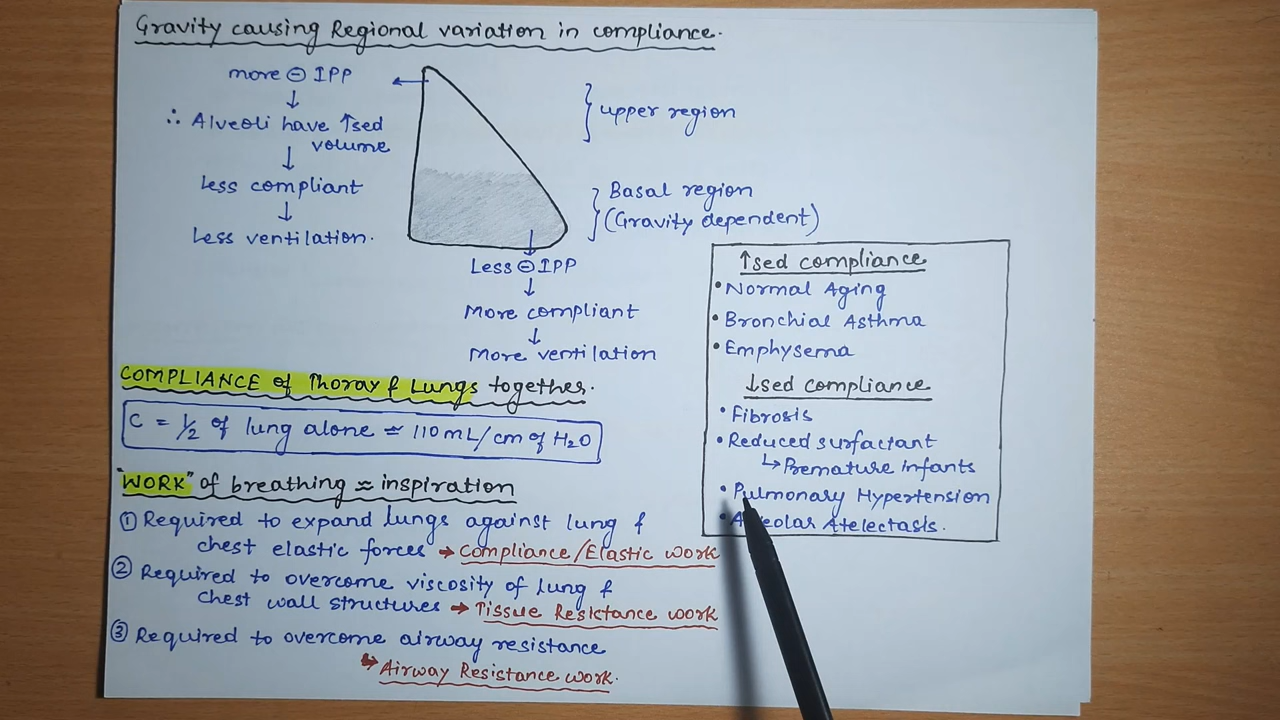 Gravity causing Regional variation in compliance.
more ⊖ IPP
↓
∴ Alveoli have ↑sed
volume
↓
Less compliant
↓
Less ventilation.
} upper region
} Basal region
(Gravity dependent)
Less ⊖ IPP
↓
More compliant
↓
More ventilation
↑sed compliance
• Normal Aging
• Bronchial Asthma
• Emphysema
↓sed compliance
• Fibrosis
• Reduced surfactant
↳ Premature infants
• Pulmonary Hypertension
• Alveolar Atelectasis.
COMPLIANCE of Thorax & Lungs together.
C = 1/2 of lung alone ≈ 110 mL/cm of H2O
"WORK" of breathing ≈ inspiration
① Required to expand lungs against lung &
chest elastic forces → Compliance/Elastic work
② Required to overcome viscosity of lung &
chest wall structures → Tissue Resistance work
③ Required to overcome airway resistance
↳ Airway Resistance work.